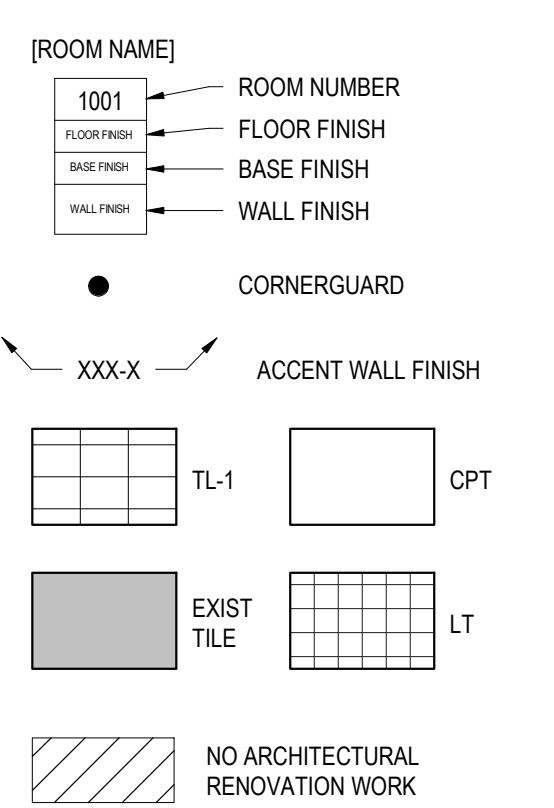 [ROOM NAME]
1001
ROOM NUMBER
FLOOR FINISH
FLOOR FINISH
BASE FINISH
BASE FINISH
WALL FINISH
WALL FINISH
CORNERGUARD
XXX-X
ACCENT WALL FINISH
TL-1
CPT
EXIST
TILE
LT
NO ARCHITECTURAL
RENOVATION WORK